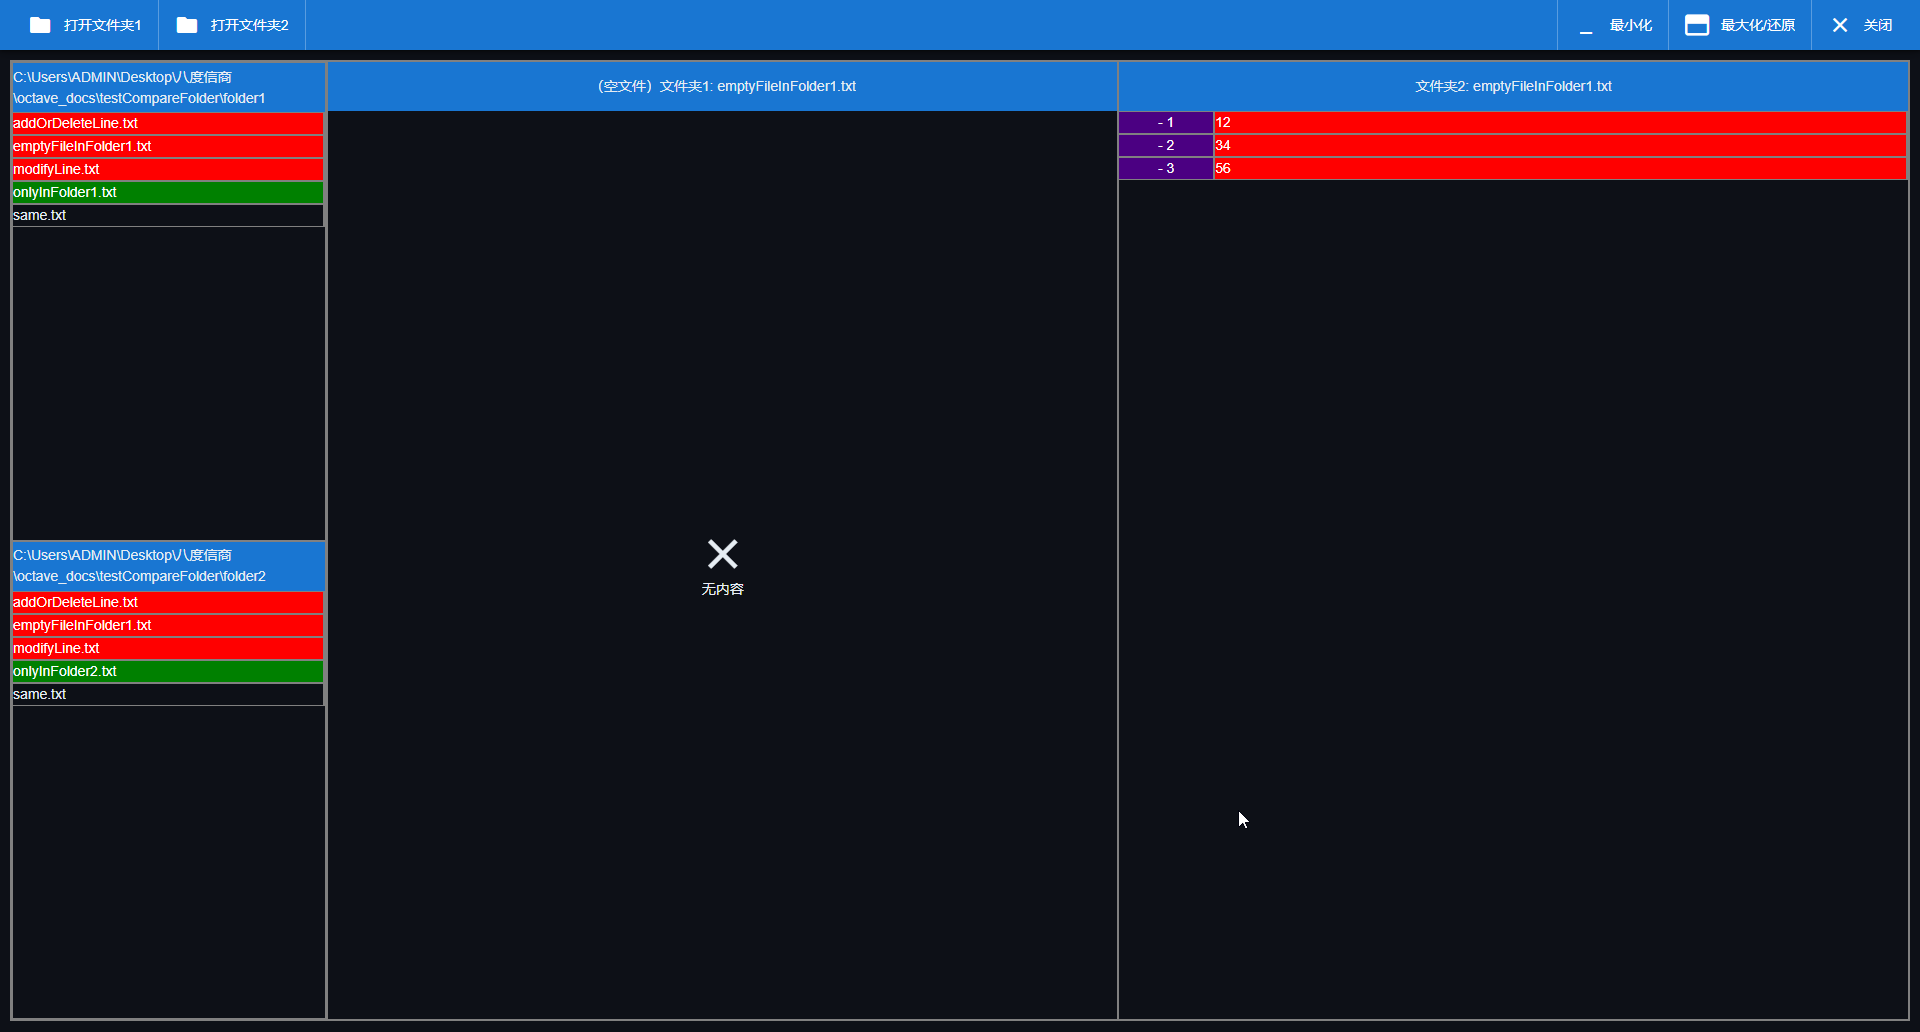 打开文件夹1
打开文件夹2
最小化
最大化/还原
关闭
C:\Users\ADMIN\Desktop\八度信商
\octave_docs\testCompareFolder\folder1
addOrDeleteLine.txt
emptyFileInFolder1.txt
modifyLine.txt
onlyInFolder1.txt
same.txt
C:\Users\ADMIN\Desktop\八度信商
\octave_docs\testCompareFolder\folder2
addOrDeleteLine.txt
emptyFileInFolder1.txt
modifyLine.txt
onlyInFolder2.txt
same.txt
（空文件）文件夹1: emptyFileInFolder1.txt
无内容
文件夹2: emptyFileInFolder1.txt
- 1 12
- 2 34
- 3 56